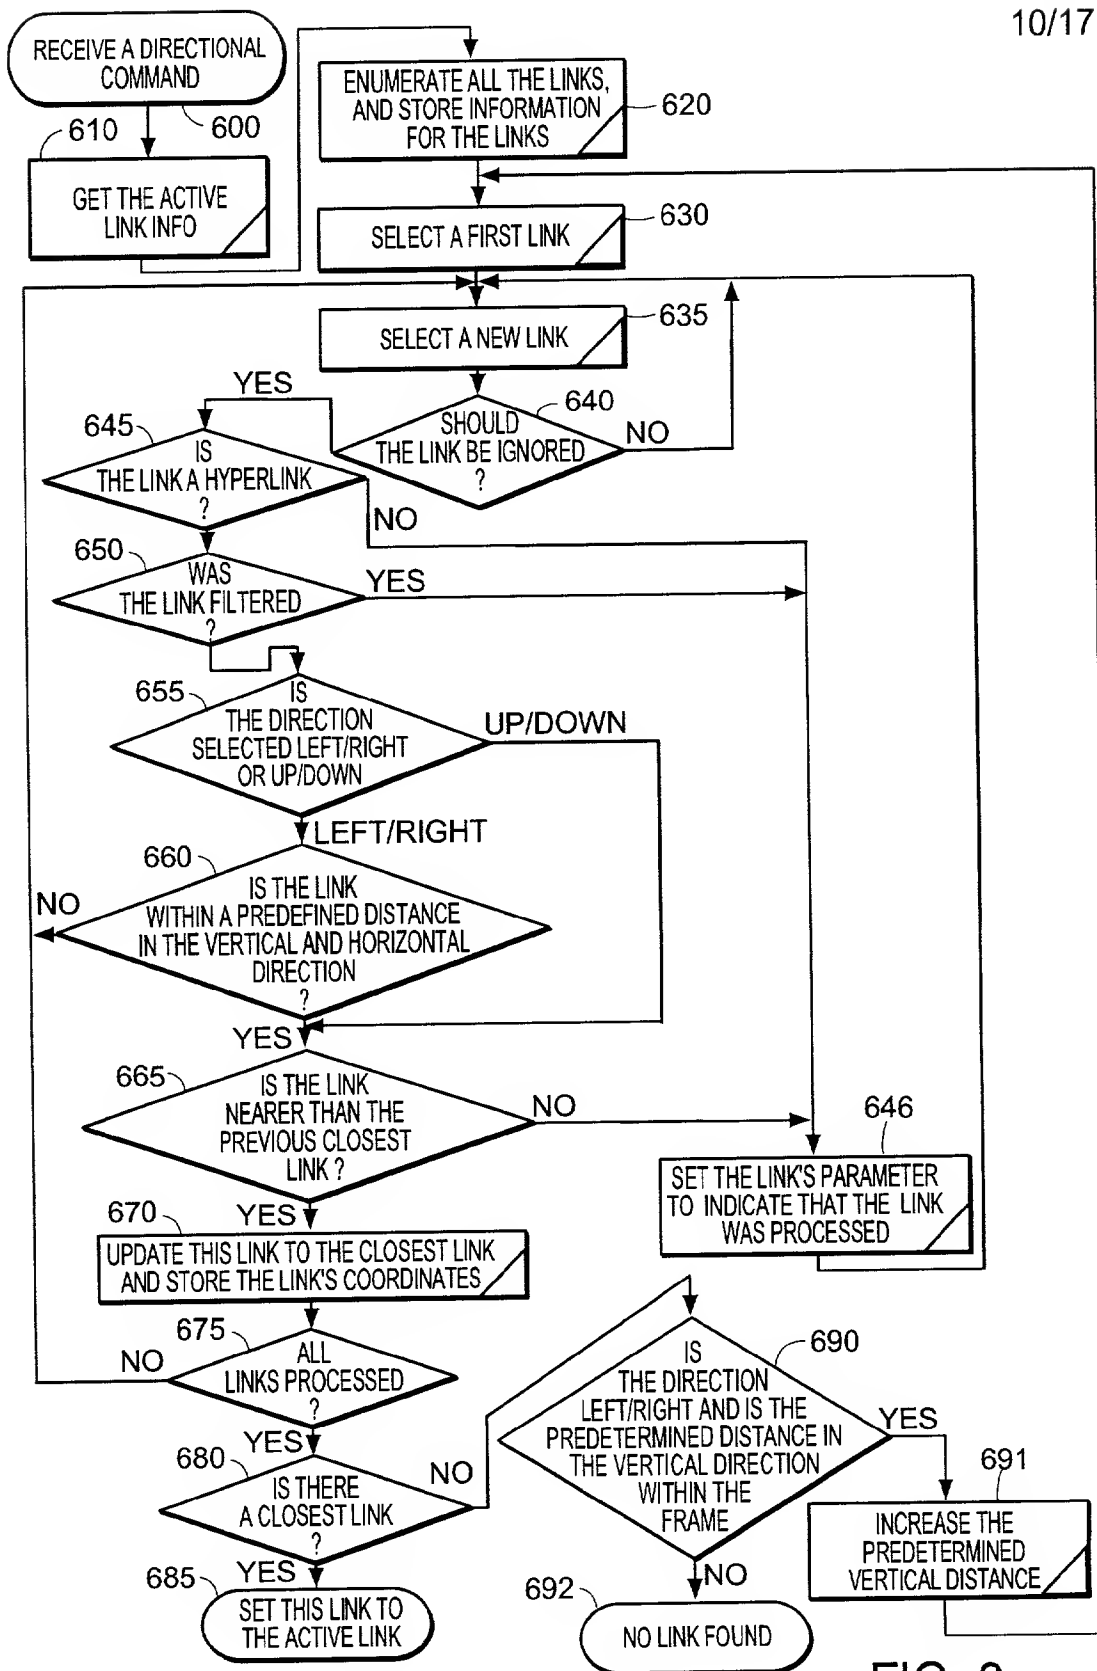 10/17
RECEIVE A DIRECTIONAL
COMMAND
600
610
GET THE ACTIVE
LINK INFO
ENUMERATE ALL THE LINKS,
AND STORE INFORMATION
FOR THE LINKS
620
SELECT A FIRST LINK
630
SELECT A NEW LINK
635
YES
640
SHOULD
THE LINK BE IGNORED
?
NO
645
IS
THE LINK A HYPERLINK
?
NO
650
WAS
THE LINK FILTERED
?
YES
655
IS
THE DIRECTION
SELECTED LEFT/RIGHT
OR UP/DOWN
UP/DOWN
LEFT/RIGHT
660
IS THE LINK
WITHIN A PREDEFINED DISTANCE
IN THE VERTICAL AND HORIZONTAL
DIRECTION
?
NO
YES
665
IS THE LINK
NEARER THAN THE
PREVIOUS CLOSEST
LINK ?
NO
646
SET THE LINK'S PARAMETER
TO INDICATE THAT THE LINK
WAS PROCESSED
YES
670
UPDATE THIS LINK TO THE CLOSEST LINK
AND STORE THE LINK'S COORDINATES
675
ALL
LINKS PROCESSED
?
NO
YES
680
IS THERE
A CLOSEST LINK
?
NO
YES
685
SET THIS LINK TO
THE ACTIVE LINK
690
IS
THE DIRECTION
LEFT/RIGHT AND IS THE
PREDETERMINED DISTANCE IN
THE VERTICAL DIRECTION
WITHIN THE
FRAME
YES
691
INCREASE THE
PREDETERMINED
VERTICAL DISTANCE
NO
692
NO LINK FOUND